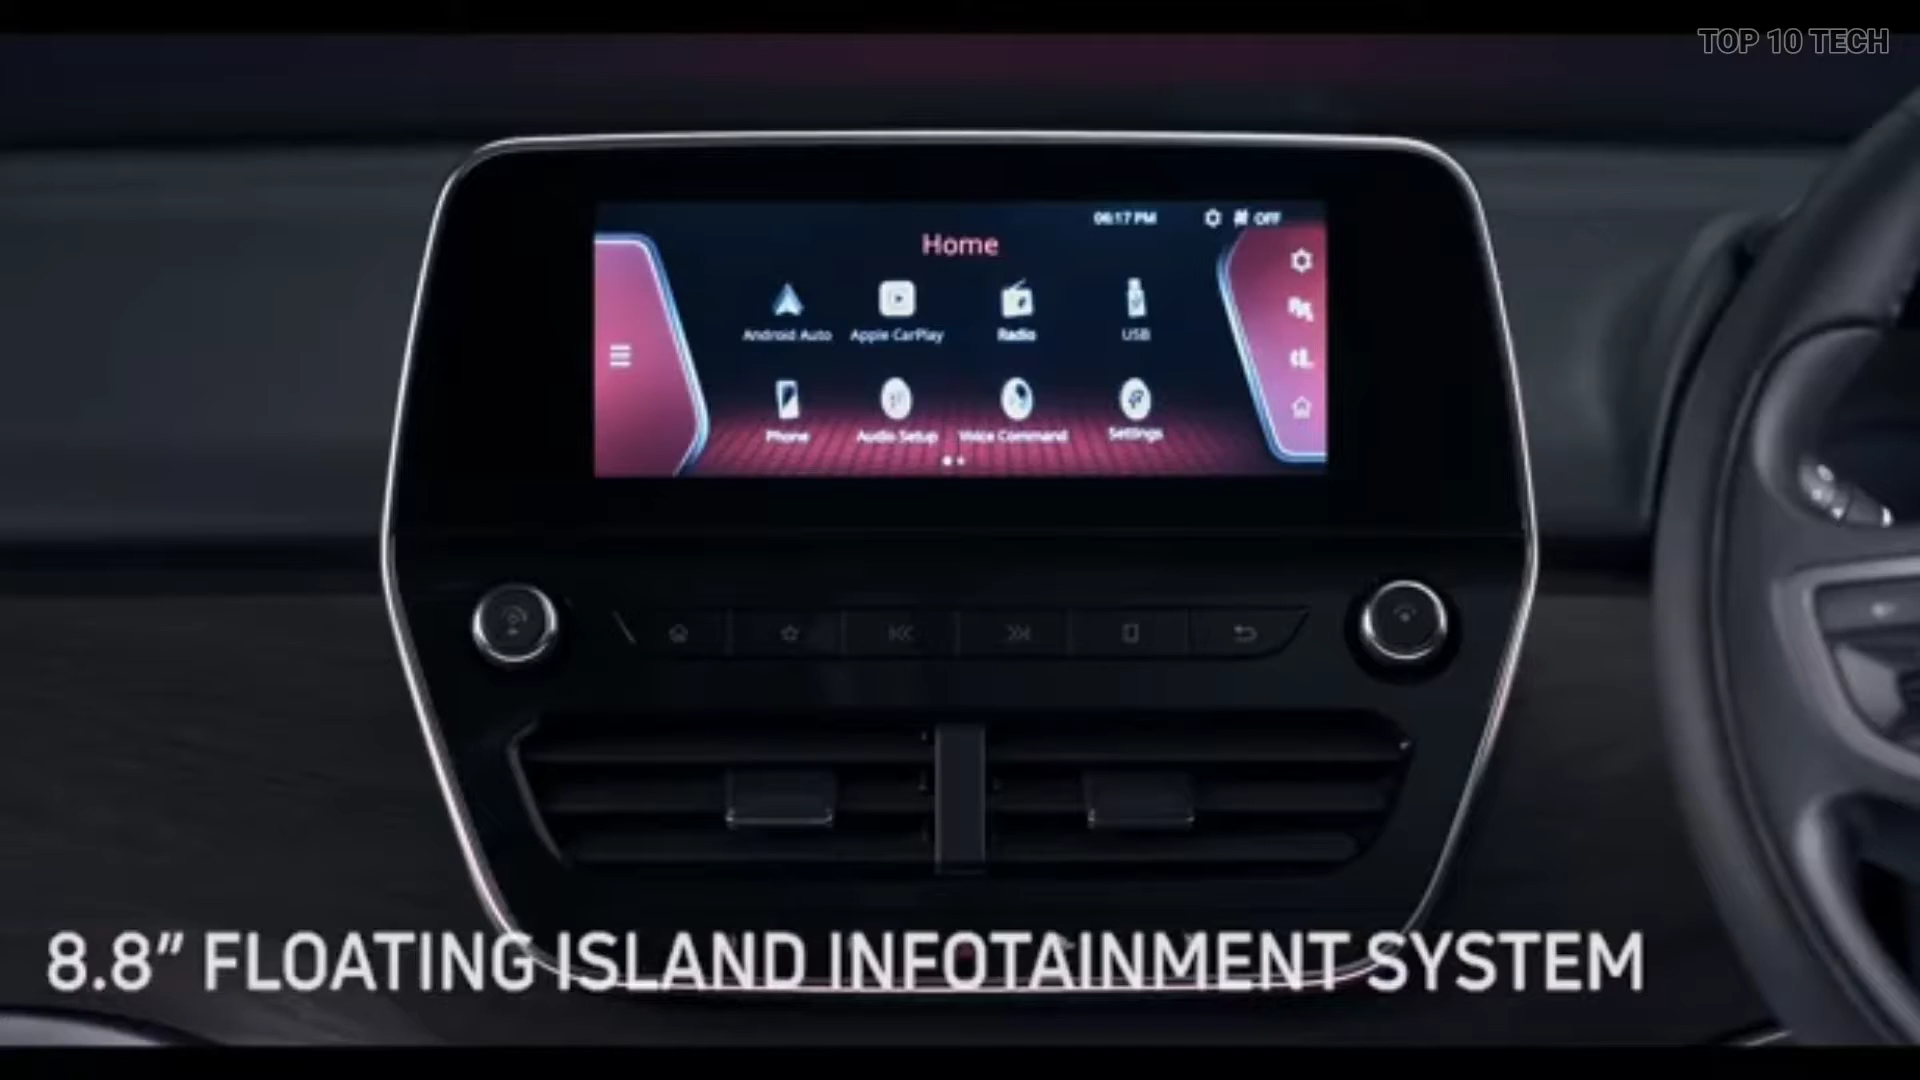 TOP 10 TECH
06:17 PM
OFF
Home
Android Auto
Apple CarPlay
Radio
USB
Phone
Audio Setup
Voice Command
Settings
8.8” FLOATING ISLAND INFOTAINMENT SYSTEM